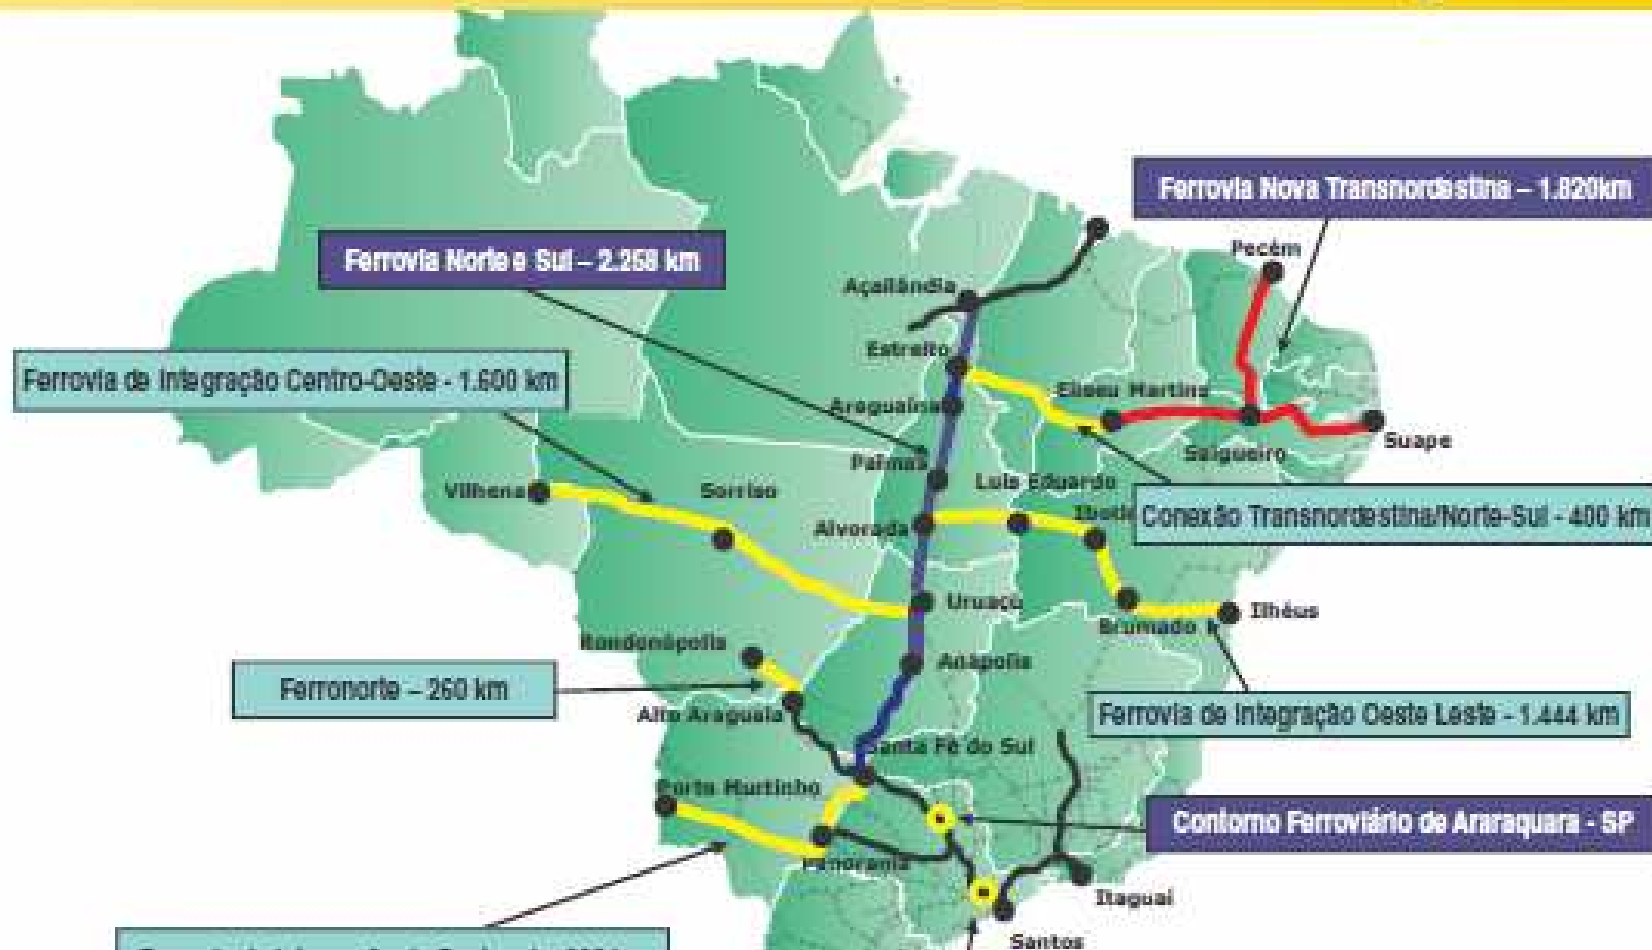 Ferrovia Nova Transnordestina – 1.820km
Pecém
Ferrovia Norte e Sul – 2.258 km
Açailândia
Estreito
Ferrovia de Integração Centro-Oeste - 1.600 km
Eliseu Martins
Araguaína
Suape
Salgueiro
Palmas
Vilhena
Sorriso
Luis Eduardo
Conexão Transnordestina/Norte-Sul - 400 km
Alvorada
Uruaçu
Ilhéus
Brumado
Rondonópolis
Anápolis
Ferronorte – 260 km
Alto Araguaia
Ferrovia de Integração Oeste Leste - 1.444 km
Santa Fé do Sul
Porto Murtinho
Contorno Ferroviário de Araraquara - SP
Panorama
Itaguaí
Santos